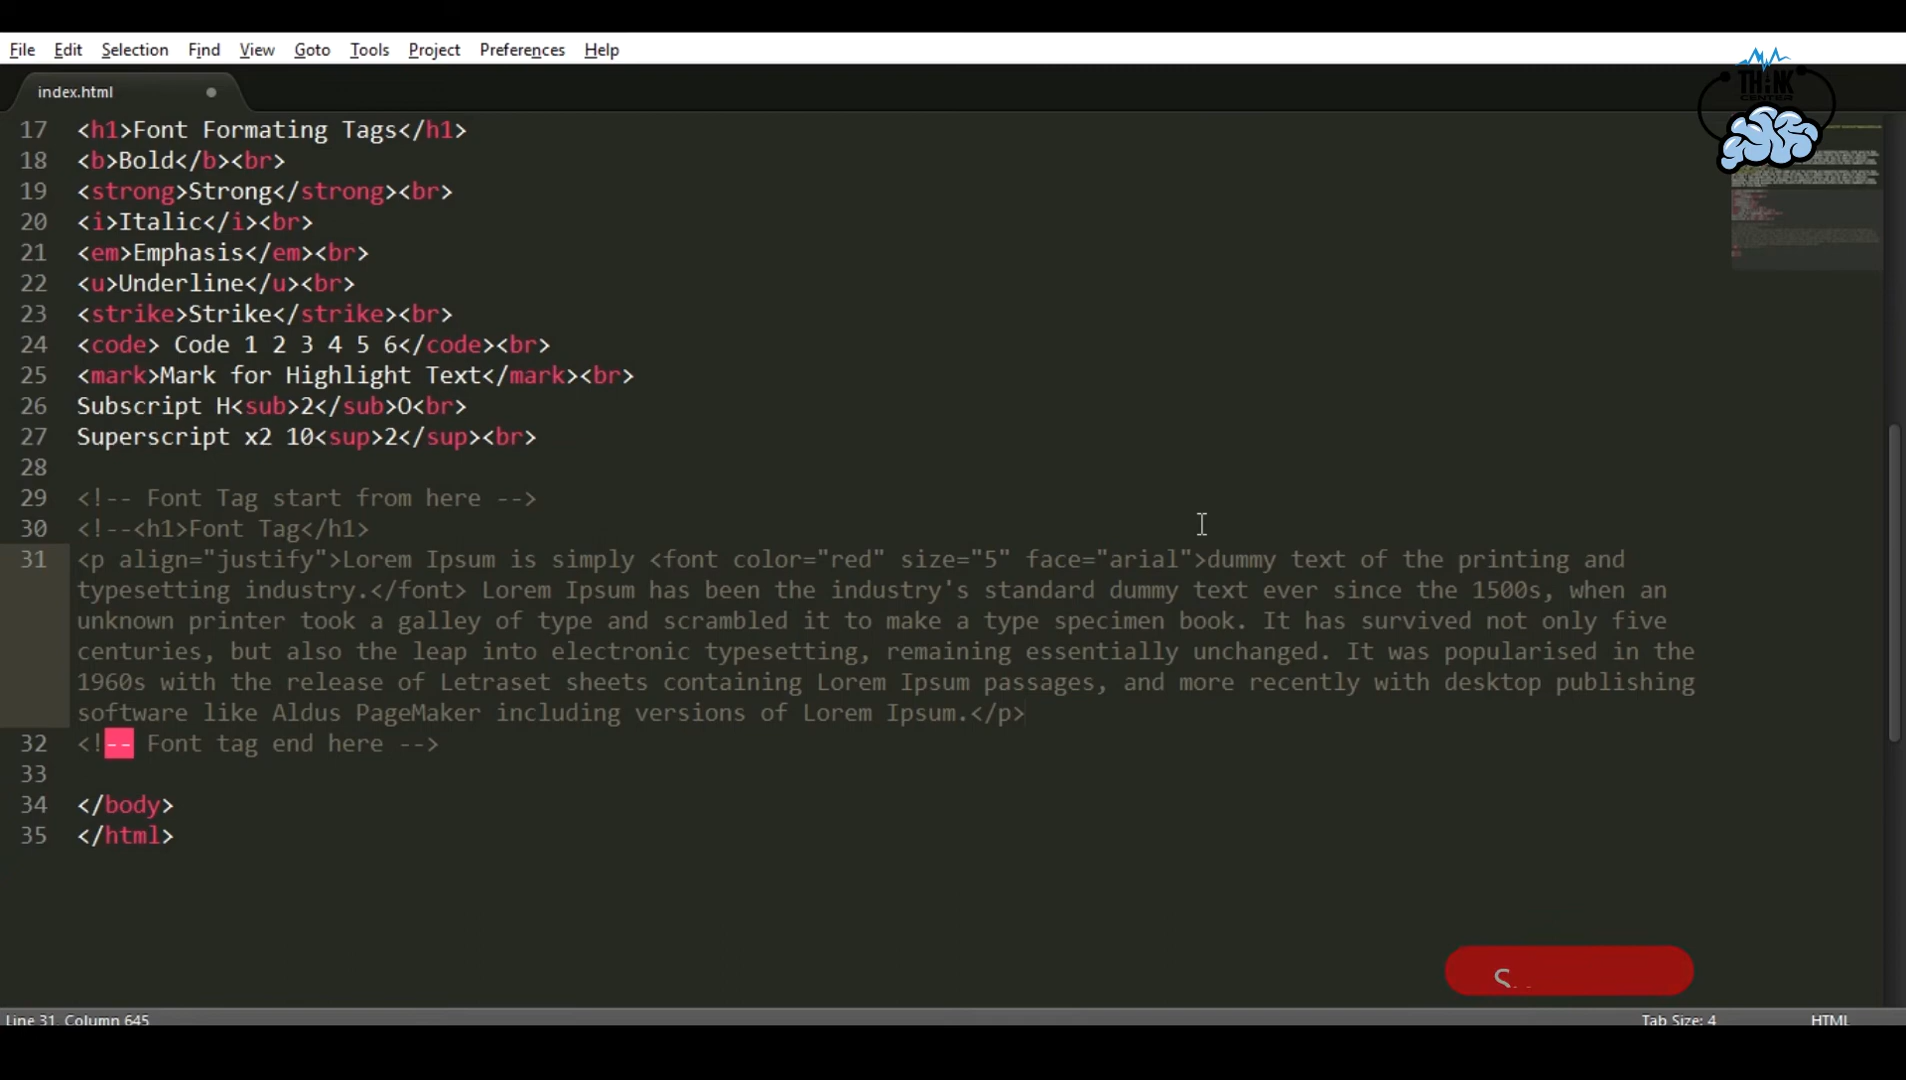 File Edit Selection Find View Goto Tools Project Preferences Help
THiNK
CENTER
index.html
17 <h1>Font Formating Tags</h1>
18 <b>Bold</b><br>
19 <strong>Strong</strong><br>
20 <i>Italic</i><br>
21 <em>Emphasis</em><br>
22 <u>Underline</u><br>
23 <strike>Strike</strike><br>
24 <code> Code 1 2 3 4 5 6</code><br>
25 <mark>Mark for Highlight Text</mark><br>
26 Subscript H<sub>2</sub>O<br>
27 Superscript x2 10<sup>2</sup><br>
28
29 <!-- Font Tag start from here -->
30 <!--<h1>Font Tag</h1>
31 <p align="justify">Lorem Ipsum is simply <font color="red" size="5" face="arial">dummy text of the printing and
typesetting industry.</font> Lorem Ipsum has been the industry's standard dummy text ever since the 1500s, when an
unknown printer took a galley of type and scrambled it to make a type specimen book. It has survived not only five
centuries, but also the leap into electronic typesetting, remaining essentially unchanged. It was popularised in the
1960s with the release of Letraset sheets containing Lorem Ipsum passages, and more recently with desktop publishing
software like Aldus PageMaker including versions of Lorem Ipsum.</p>
32 <!-- Font tag end here -->
33
34 </body>
35 </html>
Line 31, Column 645 Tab Size: 4 HTML